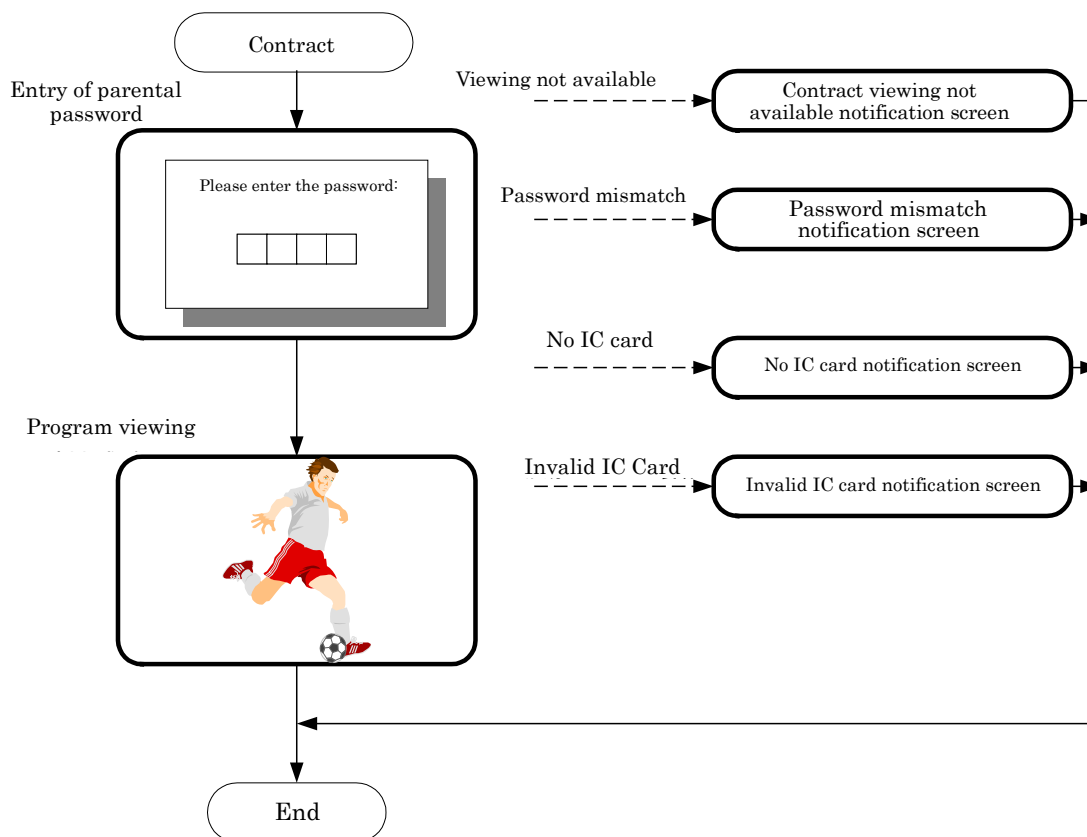 Contract
Entry of parental
password
Please enter the password:
Program viewing
End
Viewing not available
Contract viewing not
available notification screen
Password mismatch
Password mismatch
notification screen
No IC card
No IC card notification screen
Invalid IC Card
Invalid IC card notification screen